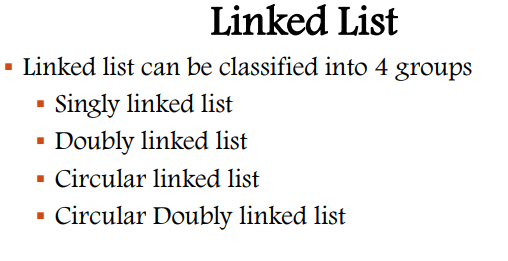 Linked List
▪ Linked list can be classified into 4 groups
▪ Singly linked list
▪ Doubly linked list
▪ Circular linked list
▪ Circular Doubly linked list